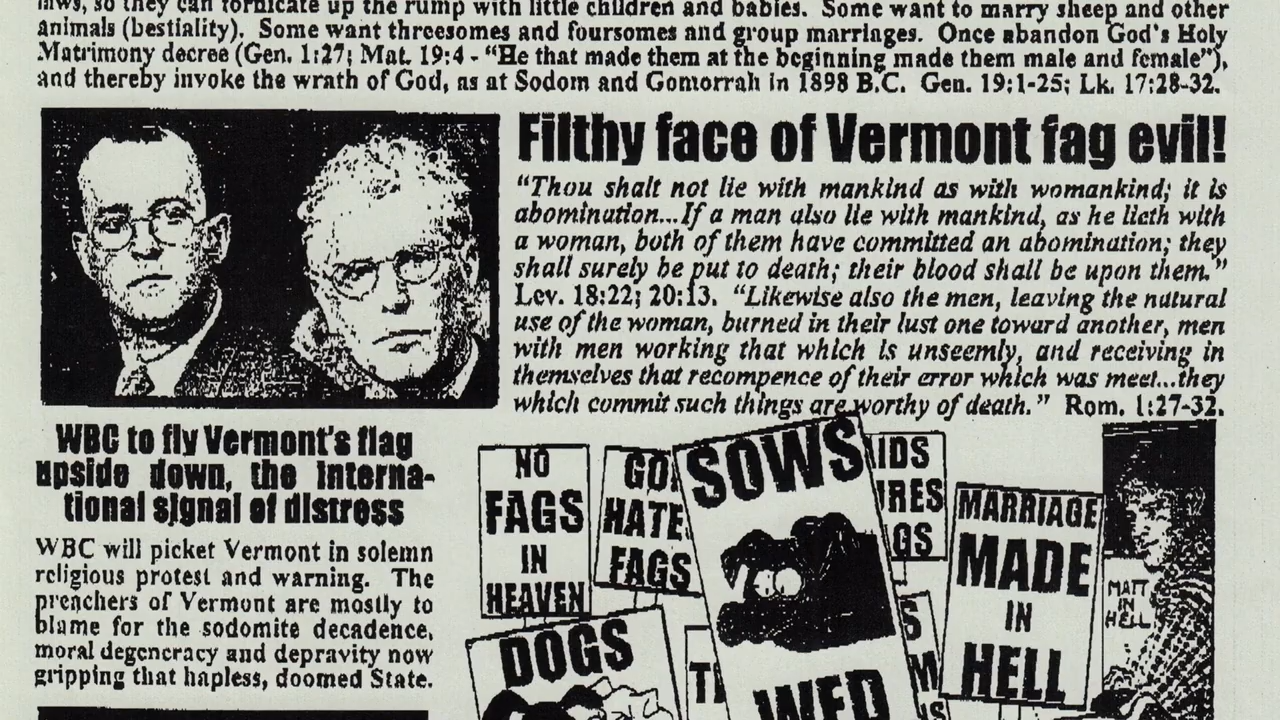 laws, so they can fornicate up the rump with little children and babies. Some want to marry sheep and other
animals (bestiality). Some want threesomes and foursomes and group marriages. Once abandon God's Holy
Matrimony decree (Gen. 1:27; Mat. 19:4 - "He that made them at the beginning made them male and female"),
and thereby invoke the wrath of God, as at Sodom and Gomorrah in 1898 B.C. Gen. 19:1-25; Lk. 17:28-32.
Filthy face of Vermont fag evil!
"Thou shalt not lie with mankind as with womankind; it is
abomination...If a man also lie with mankind, as he lieth with
a woman, both of them have committed an abomination; they
shall surely be put to death; their blood shall be upon them."
Lev. 18:22; 20:13. "Likewise also the men, leaving the natural
use of the woman, burned in their lust one toward another, men
with men working that which is unseemly, and receiving in
themselves that recompence of their error which was meet...they
which commit such things are worthy of death." Rom. 1:27-32.
WBC to fly Vermont's flag
upside down, the interna-
tional signal of distress
WBC will picket Vermont in solemn
religious protest and warning. The
preachers of Vermont are mostly to
blame for the sodomite decadence,
moral degeneracy and depravity now
gripping that hapless, doomed State.
NO
FAGS
IN
HEAVEN
GO
HATE
FAGS
SOWS
WED
IDS
URES
GS
MARRIAGE
MADE
IN
HELL
MATT
IN
HELL
DOGS